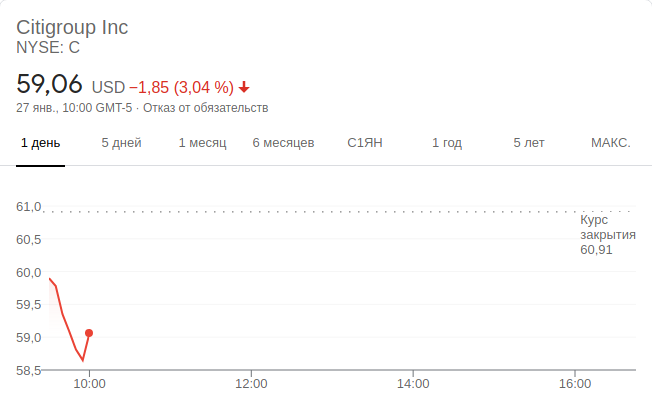 Citigroup Inc
NYSE: C
59,06 USD −1,85 (3,04 %)
27 янв., 10:00 GMT-5 · Отказ от обязательств
1 день 5 дней 1 месяц 6 месяцев С1ЯН 1 год 5 лет МАКС.
61,0
Курс
закрытия
60,91
60,5
60,0
59,5
59,0
58,5
10:00 12:00 14:00 16:00